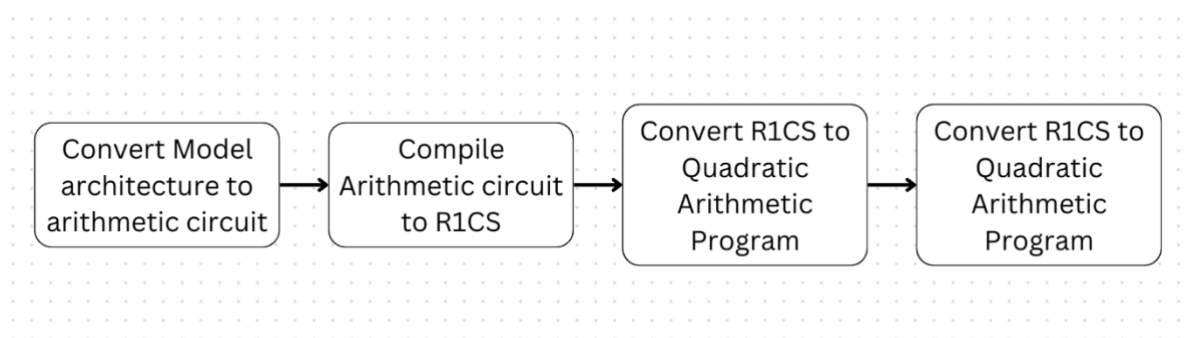 Convert Model
architecture to
arithmetic circuit
Compile
Arithmetic circuit
to R1CS
Convert R1CS to
Quadratic
Arithmetic
Program
Convert R1CS to
Quadratic
Arithmetic
Program